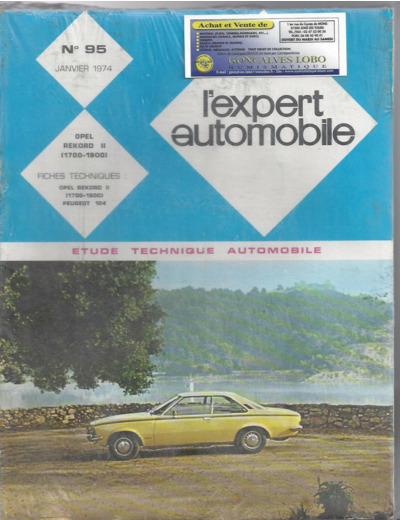 N° 95
JANVIER 1974
Achat et Vente de
GONCALVES LOBO
NUMISMATIQUE
l'expert
automobile
OPEL
REKORD II
(1700-1900)
FICHES TECHNIQUES :
OPEL REKORD II
(1700-1900)
PEUGEOT 104
ETUDE TECHNIQUE AUTOMOBILE